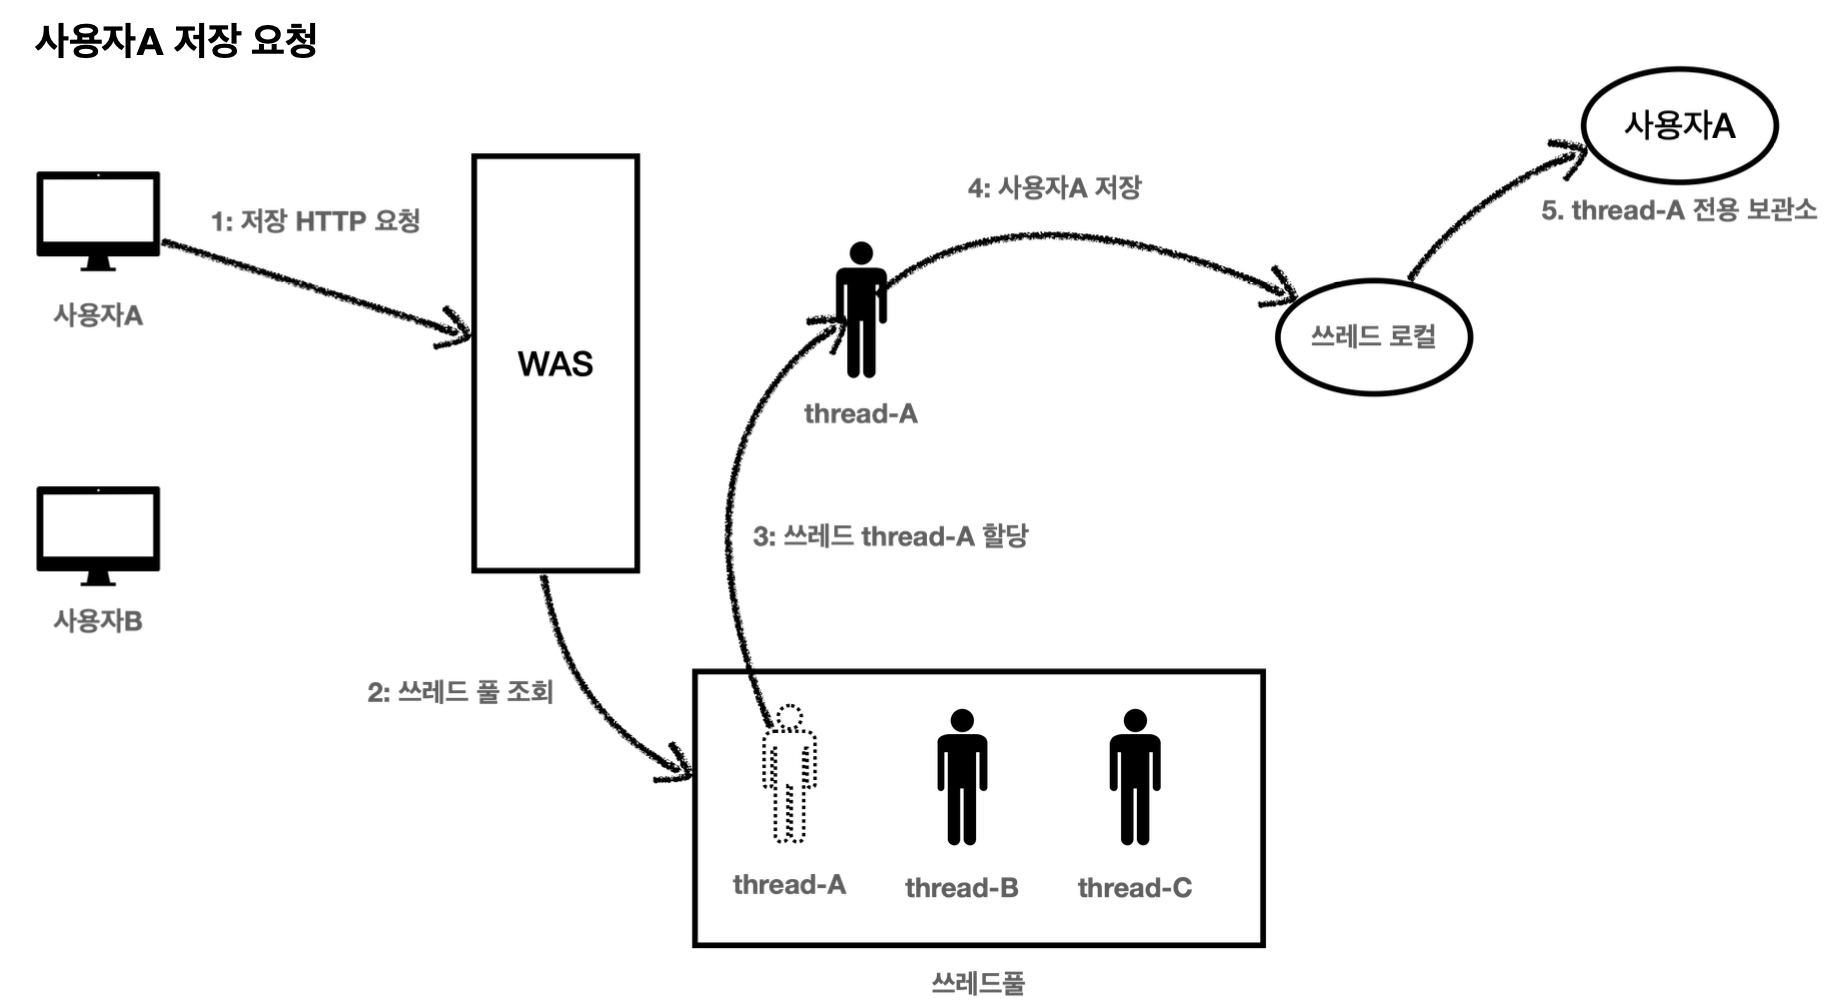 사용자A 저장 요청
사용자A
1: 저장 HTTP 요청
WAS
4: 사용자A 저장
사용자A
5. thread-A 전용 보관소
쓰레드 로컬
thread-A
사용자B
3: 쓰레드 thread-A 할당
2: 쓰레드 풀 조회
thread-A
thread-B
thread-C
쓰레드풀